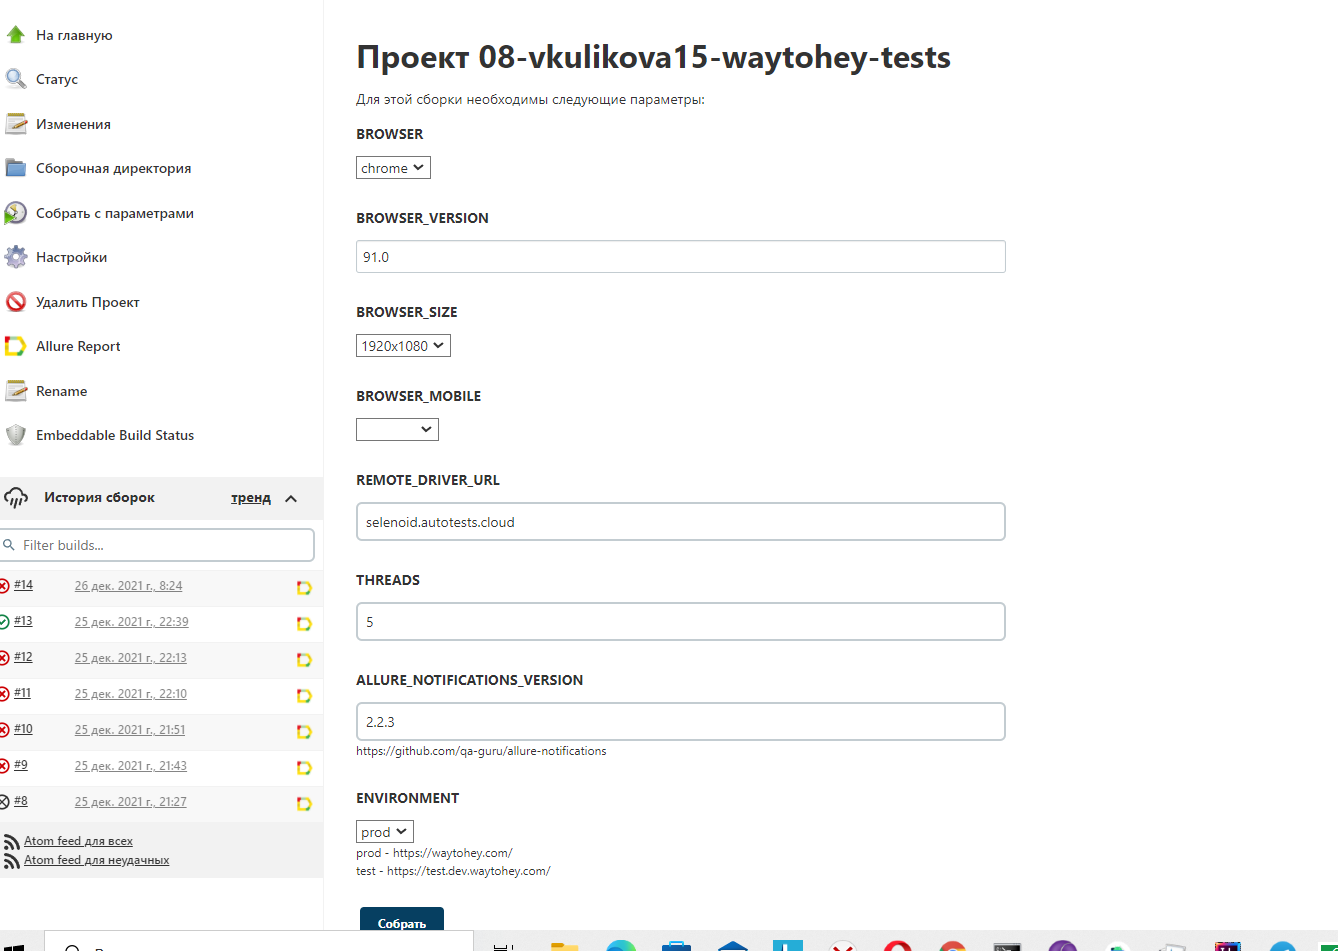 На главную
Статус
Изменения
Сборочная директория
Собрать с параметрами
Настройки
Удалить Проект
Allure Report
Rename
Embeddable Build Status
История сборок
тренд
Filter builds...
#14 26 дек. 2021 г., 8:24
#13 25 дек. 2021 г., 22:39
#12 25 дек. 2021 г., 22:13
#11 25 дек. 2021 г., 22:10
#10 25 дек. 2021 г., 21:51
#9 25 дек. 2021 г., 21:43
#8 25 дек. 2021 г., 21:27
Atom feed для всех
Atom feed для неудачных
Проект 08-vkulikova15-waytohey-tests
Для этой сборки необходимы следующие параметры:
BROWSER
chrome
BROWSER_VERSION
91.0
BROWSER_SIZE
1920x1080
BROWSER_MOBILE
REMOTE_DRIVER_URL
selenoid.autotests.cloud
THREADS
5
ALLURE_NOTIFICATIONS_VERSION
2.2.3
https://github.com/qa-guru/allure-notifications
ENVIRONMENT
prod
prod - https://waytohey.com/
test - https://test.dev.waytohey.com/
Собрать